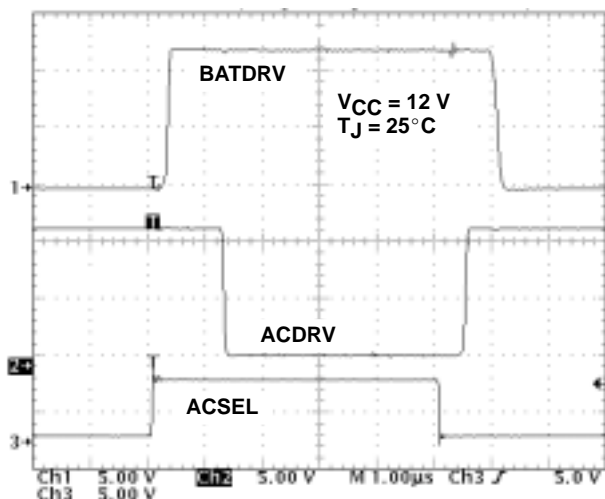 BATDRV
VCC = 12 V
TJ = 25°C
1
T
T
ACDRV
2
ACSEL
3
Ch1 5.00 V Ch2 5.00 V M 1.00µs Ch3 5.0 V
Ch3 5.00 V